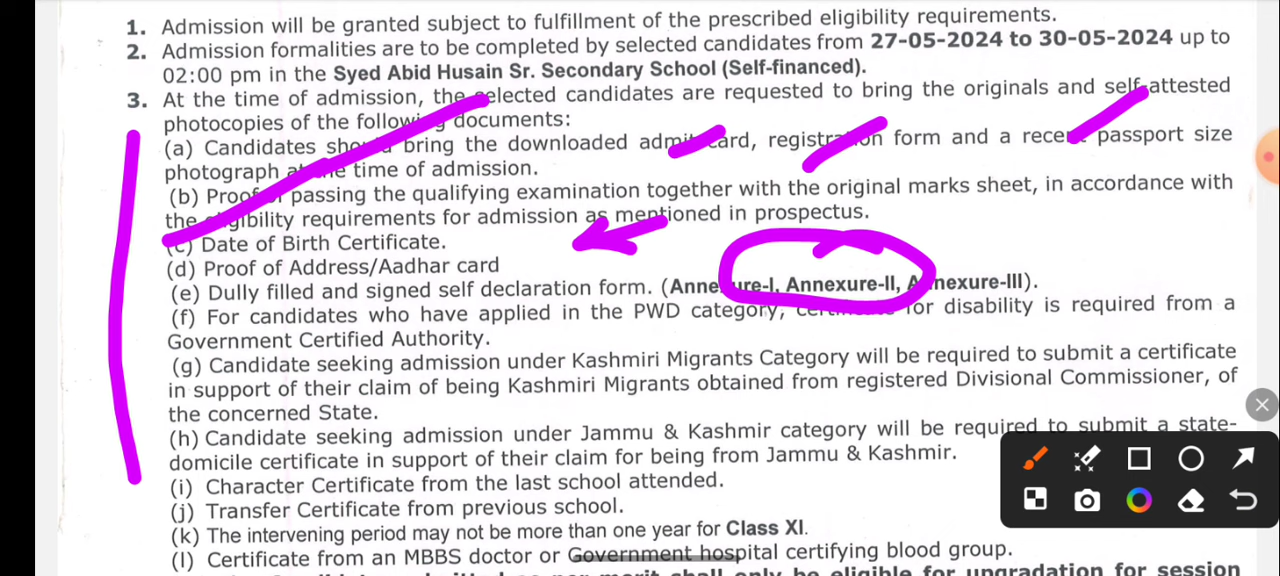 1. Admission will be granted subject to fulfillment of the prescribed eligibility requirements.
2. Admission formalities are to be completed by selected candidates from 27-05-2024 to 30-05-2024 up to
02:00 pm in the Syed Abid Husain Sr. Secondary School (Self-financed).
3. At the time of admission, the selected candidates are requested to bring the originals and self-attested
photocopies of the following documents:
(a) Candidates should bring the downloaded admit card, registration form and a recent passport size
photograph at the time of admission.
(b) Proof of passing the qualifying examination together with the original marks sheet, in accordance with
the eligibility requirements for admission as mentioned in prospectus.
(c) Date of Birth Certificate.
(d) Proof of Address/Aadhar card
(e) Dully filled and signed self declaration form. (Annexure-I, Annexure-II, Annexure-III).
(f) For candidates who have applied in the PWD category, certificate for disability is required from a
Government Certified Authority.
(g) Candidate seeking admission under Kashmiri Migrants Category will be required to submit a certificate
in support of their claim of being Kashmiri Migrants obtained from registered Divisional Commissioner, of
the concerned State.
(h) Candidate seeking admission under Jammu & Kashmir category will be required to submit a state-
domicile certificate in support of their claim for being from Jammu & Kashmir.
(i) Character Certificate from the last school attended.
(j) Transfer Certificate from previous school.
(k) The intervening period may not be more than one year for Class XI.
(l) Certificate from an MBBS doctor or Government hospital certifying blood group.
shall only be eligible for upgradation for session